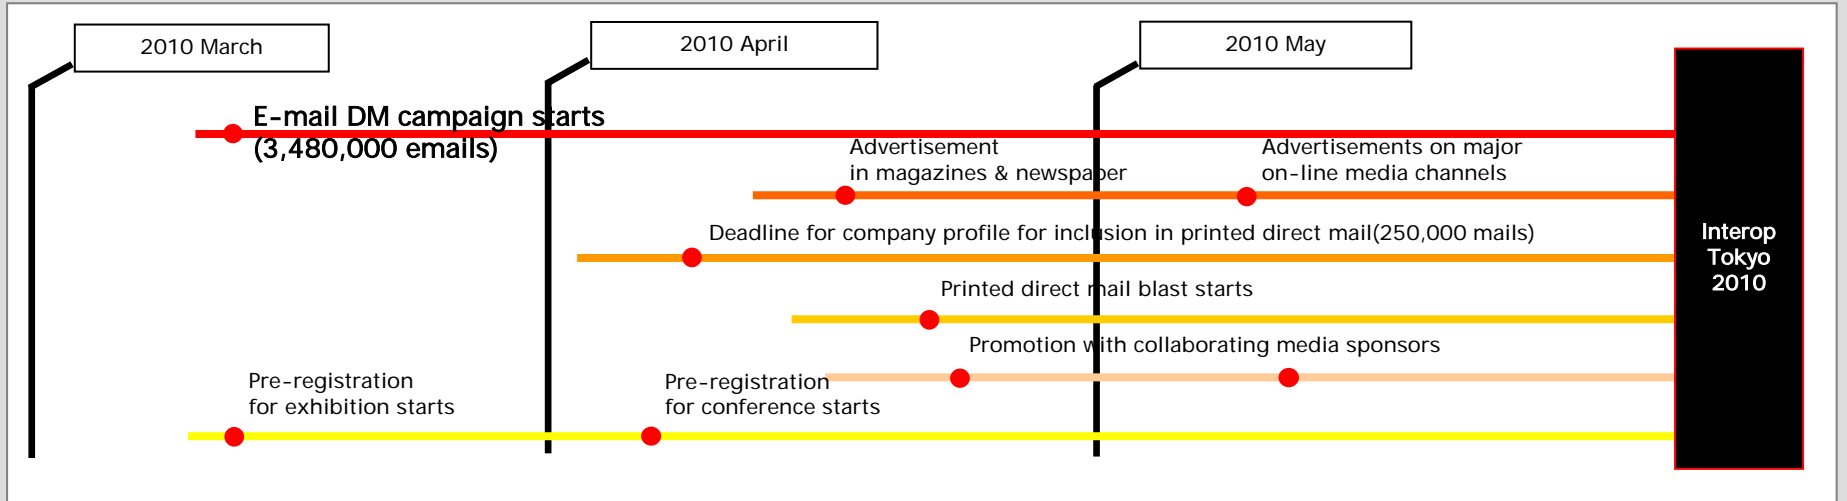 2010 March
2010 April
2010 May
E-mail DM campaign starts
(3,480,000 emails)
Advertisement
in magazines & newspaper
Advertisements on major
on-line media channels
Deadline for company profile for inclusion in printed direct mail(250,000 mails)
Printed direct mail blast starts
Promotion with collaborating media sponsors
Pre-registration
for exhibition starts
Pre-registration
for conference starts
Interop
Tokyo
2010